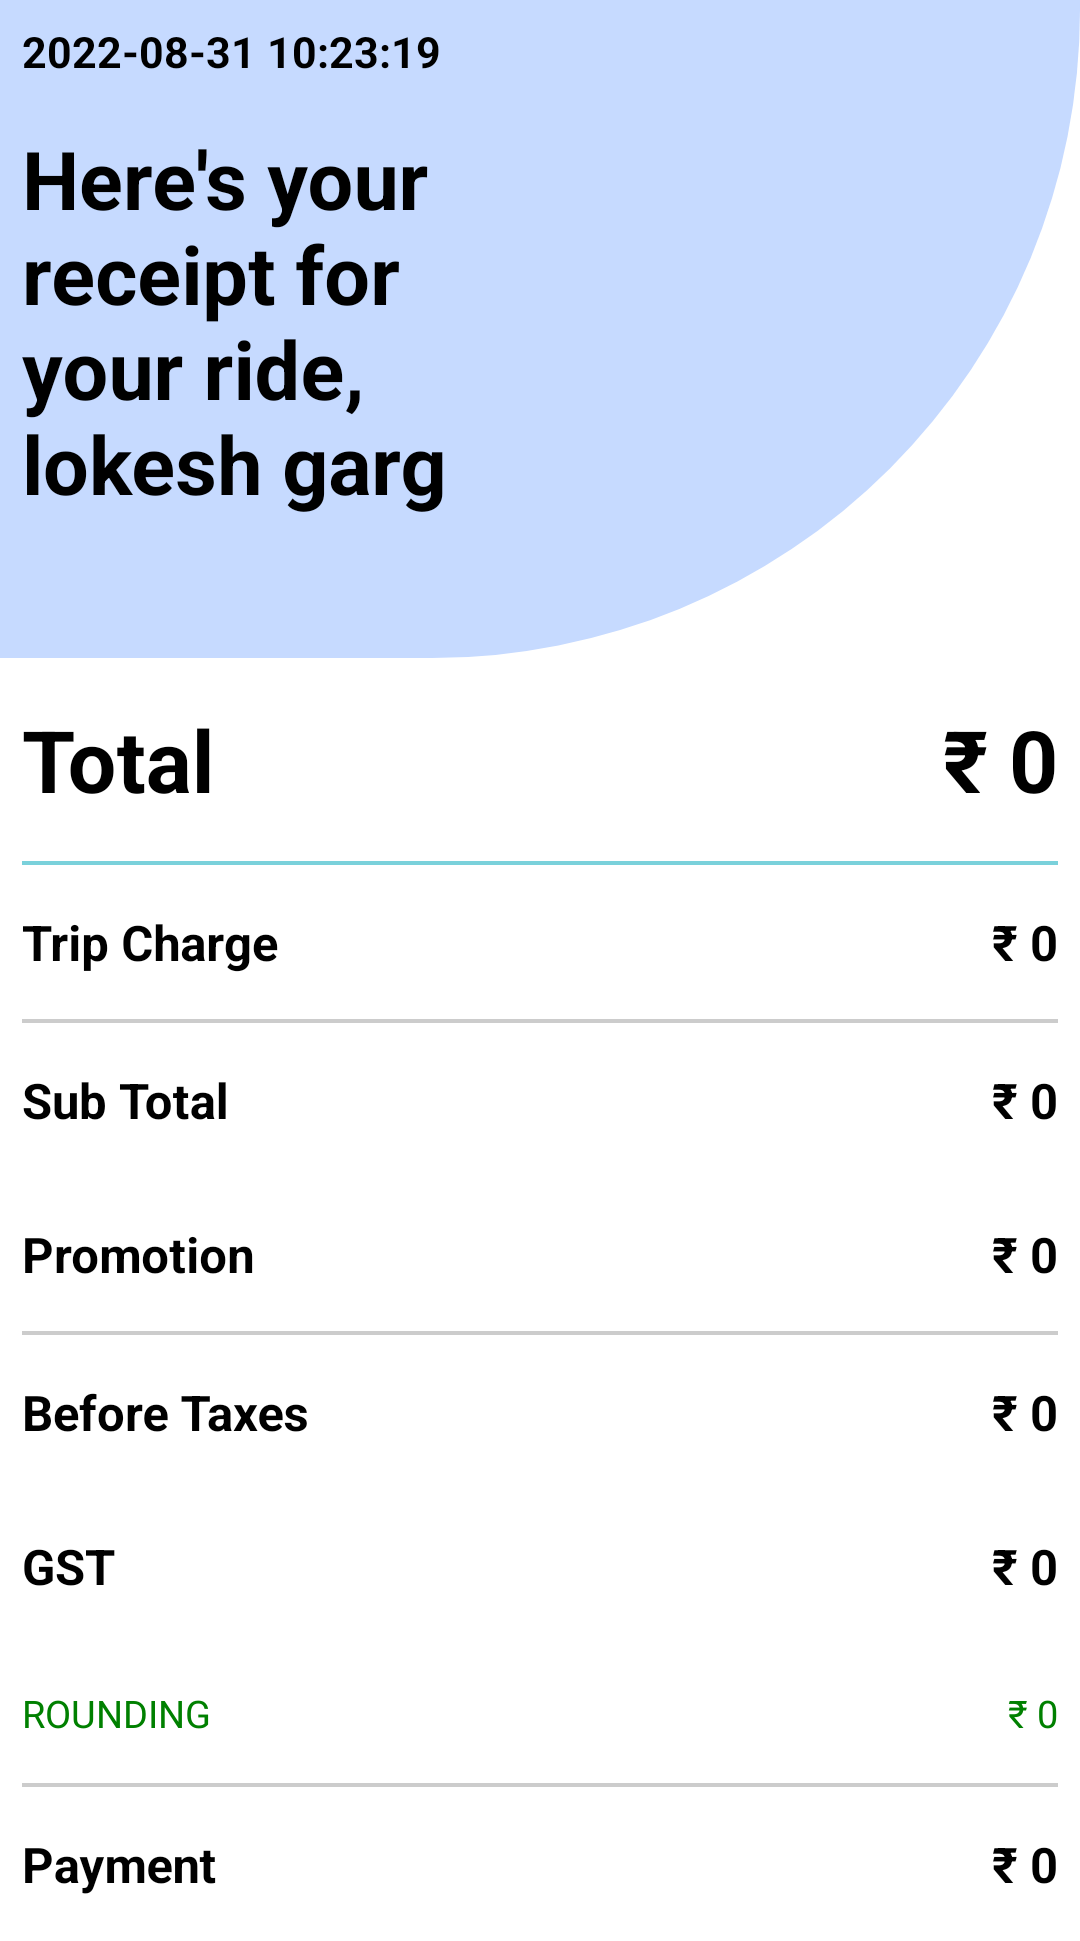 2022-08-31 10:23:19
Here's your
receipt for
your ride,
lokesh garg
Total ₹ 0
Trip Charge ₹ 0
Sub Total ₹ 0
Promotion ₹ 0
Before Taxes ₹ 0
GST ₹ 0
ROUNDING ₹ 0
Payment ₹ 0